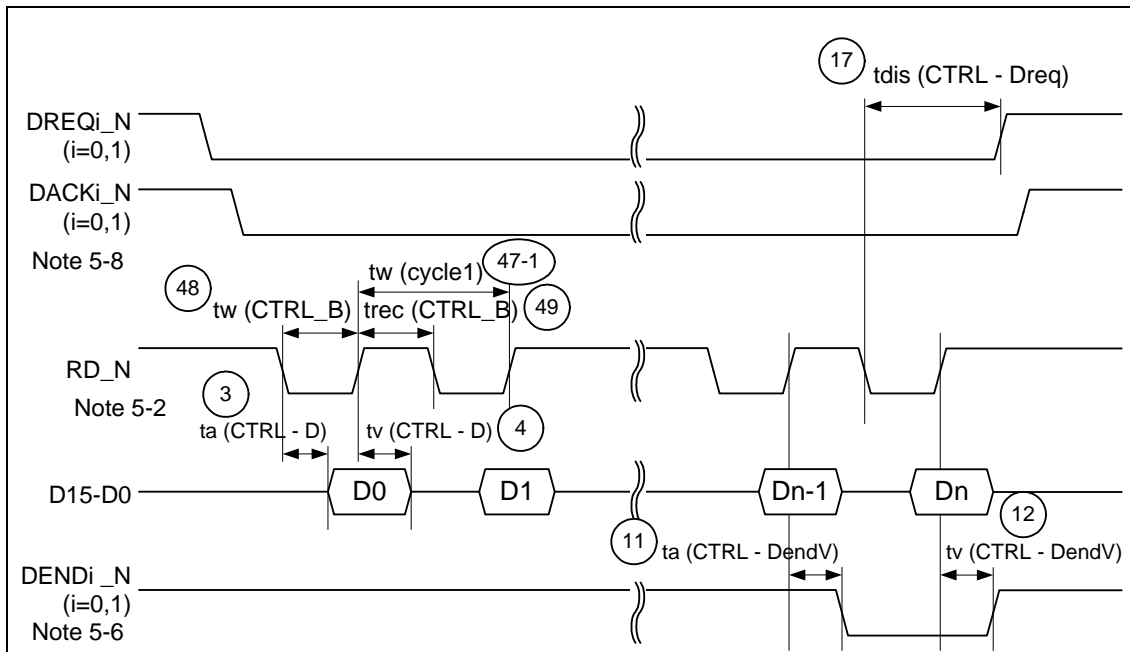 17
tdis (CTRL - Dreq)
DREQi_N
(i=0,1)
DACKi_N
(i=0,1)
Note 5-8
47-1
tw (cycle1)
48
tw (CTRL_B)
trec (CTRL_B)
49
RD_N
Note 5-2
3
ta (CTRL - D)
tv (CTRL - D)
4
D15-D0
D0
D1
Dn-1
Dn
12
11
ta (CTRL - DendV)
tv (CTRL - DendV)
DENDi _N
(i=0,1)
Note 5-6